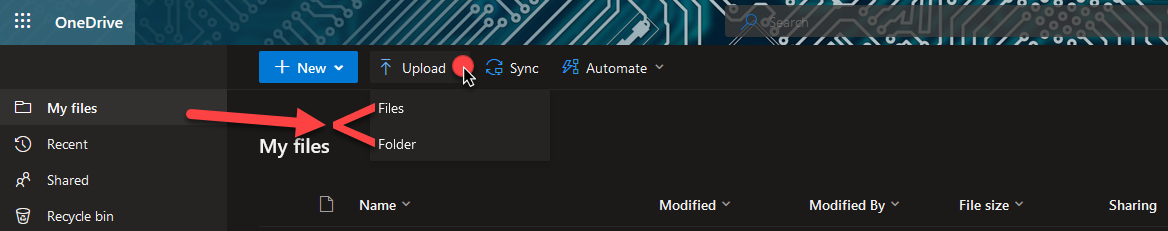 OneDrive
Search
New Upload Sync Automate
My files
Files
Recent
Folder
My files
Shared
Name Modified Modified By File size Sharing
Recycle bin